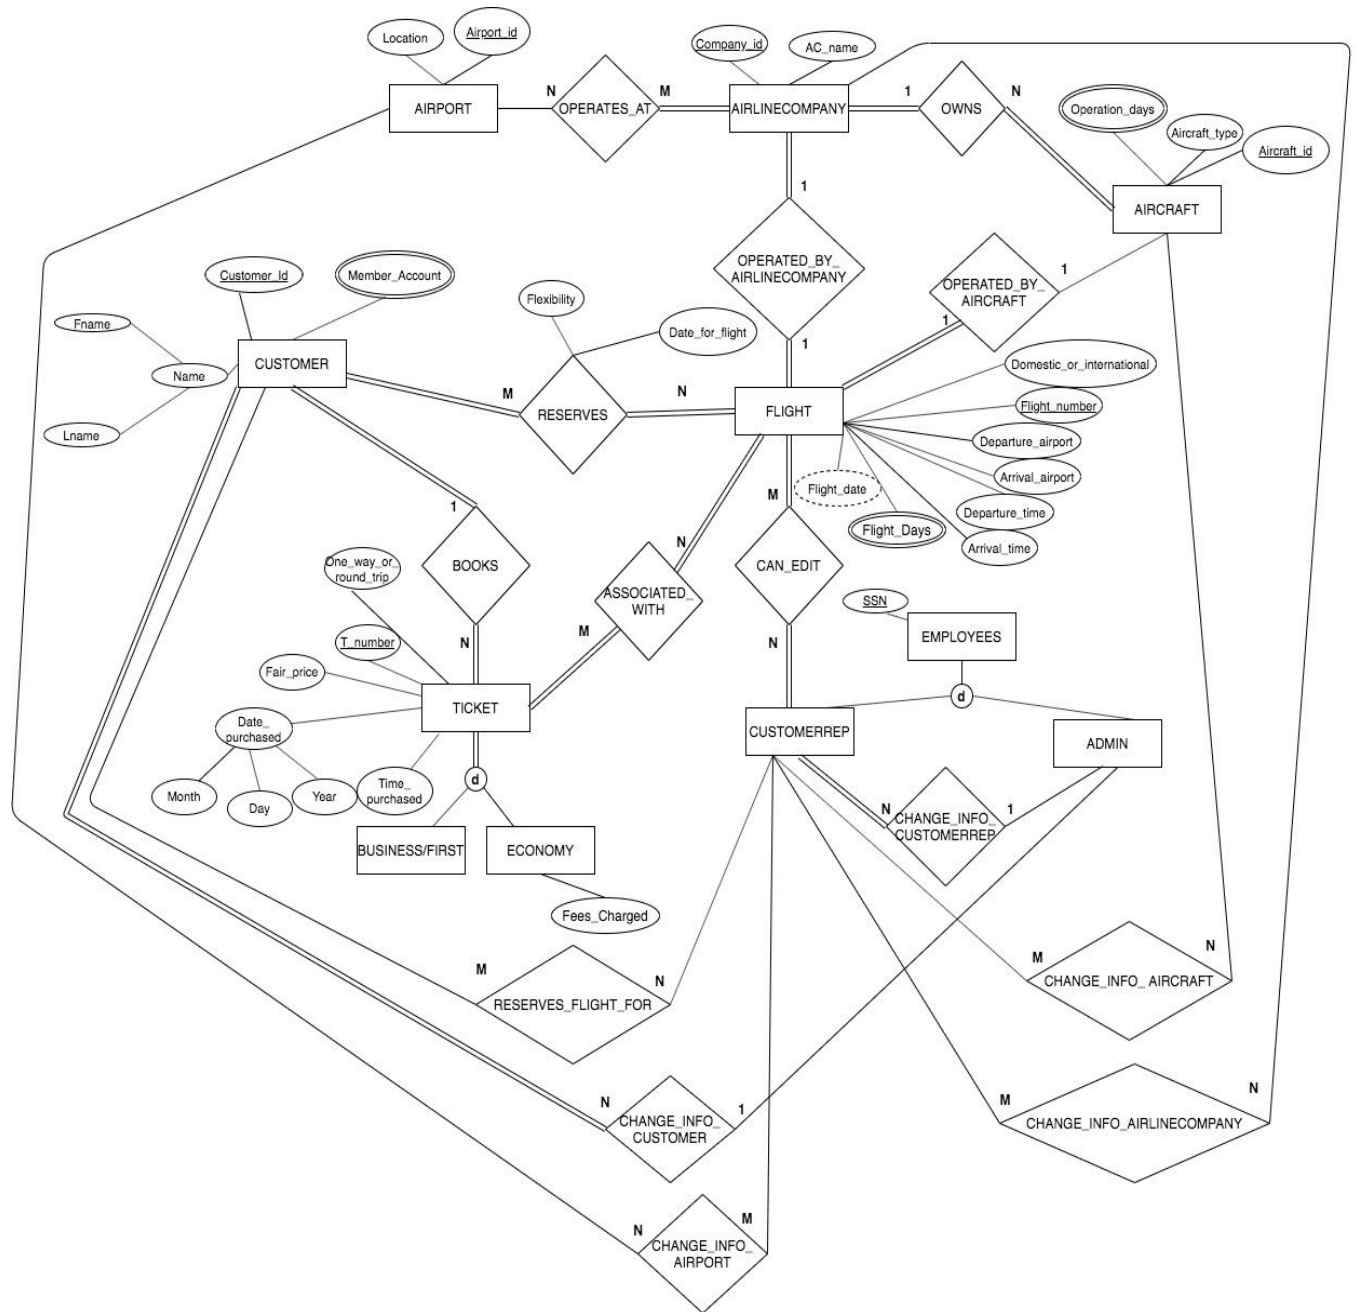 Location
Airport_id
Company_id
AC_name
AIRPORT
N
OPERATES_AT
M
AIRLINECOMPANY
1
OWNS
N
Operation_days
Aircraft_type
Aircraft_id
AIRCRAFT
1
OPERATED_BY_
AIRLINECOMPANY
1
OPERATED_BY_
AIRCRAFT
1
1
Customer_Id
Member_Account
Fname
Name
Lname
CUSTOMER
Flexibility
Date_for_flight
M
RESERVES
N
FLIGHT
Domestic_or_international
Flight_number
Departure_airport
Arrival_airport
Departure_time
Arrival_time
Flight_date
Flight_Days
M
CAN_EDIT
N
1
BOOKS
N
N
ASSOCIATED_
WITH
M
One_way_or_
round_trip
T_number
Fair_price
TICKET
Date_
purchased
Month
Day
Year
Time_
purchased
d
BUSINESS/FIRST
ECONOMY
Fees_Charged
SSN
EMPLOYEES
d
CUSTOMERREP
ADMIN
N
CHANGE_INFO_
CUSTOMERREP
1
M
RESERVES_FLIGHT_FOR
N
M
CHANGE_INFO_ AIRCRAFT
N
N
CHANGE_INFO_
CUSTOMER
1
M
CHANGE_INFO_AIRLINECOMPANY
N
N
CHANGE_INFO_
AIRPORT
M